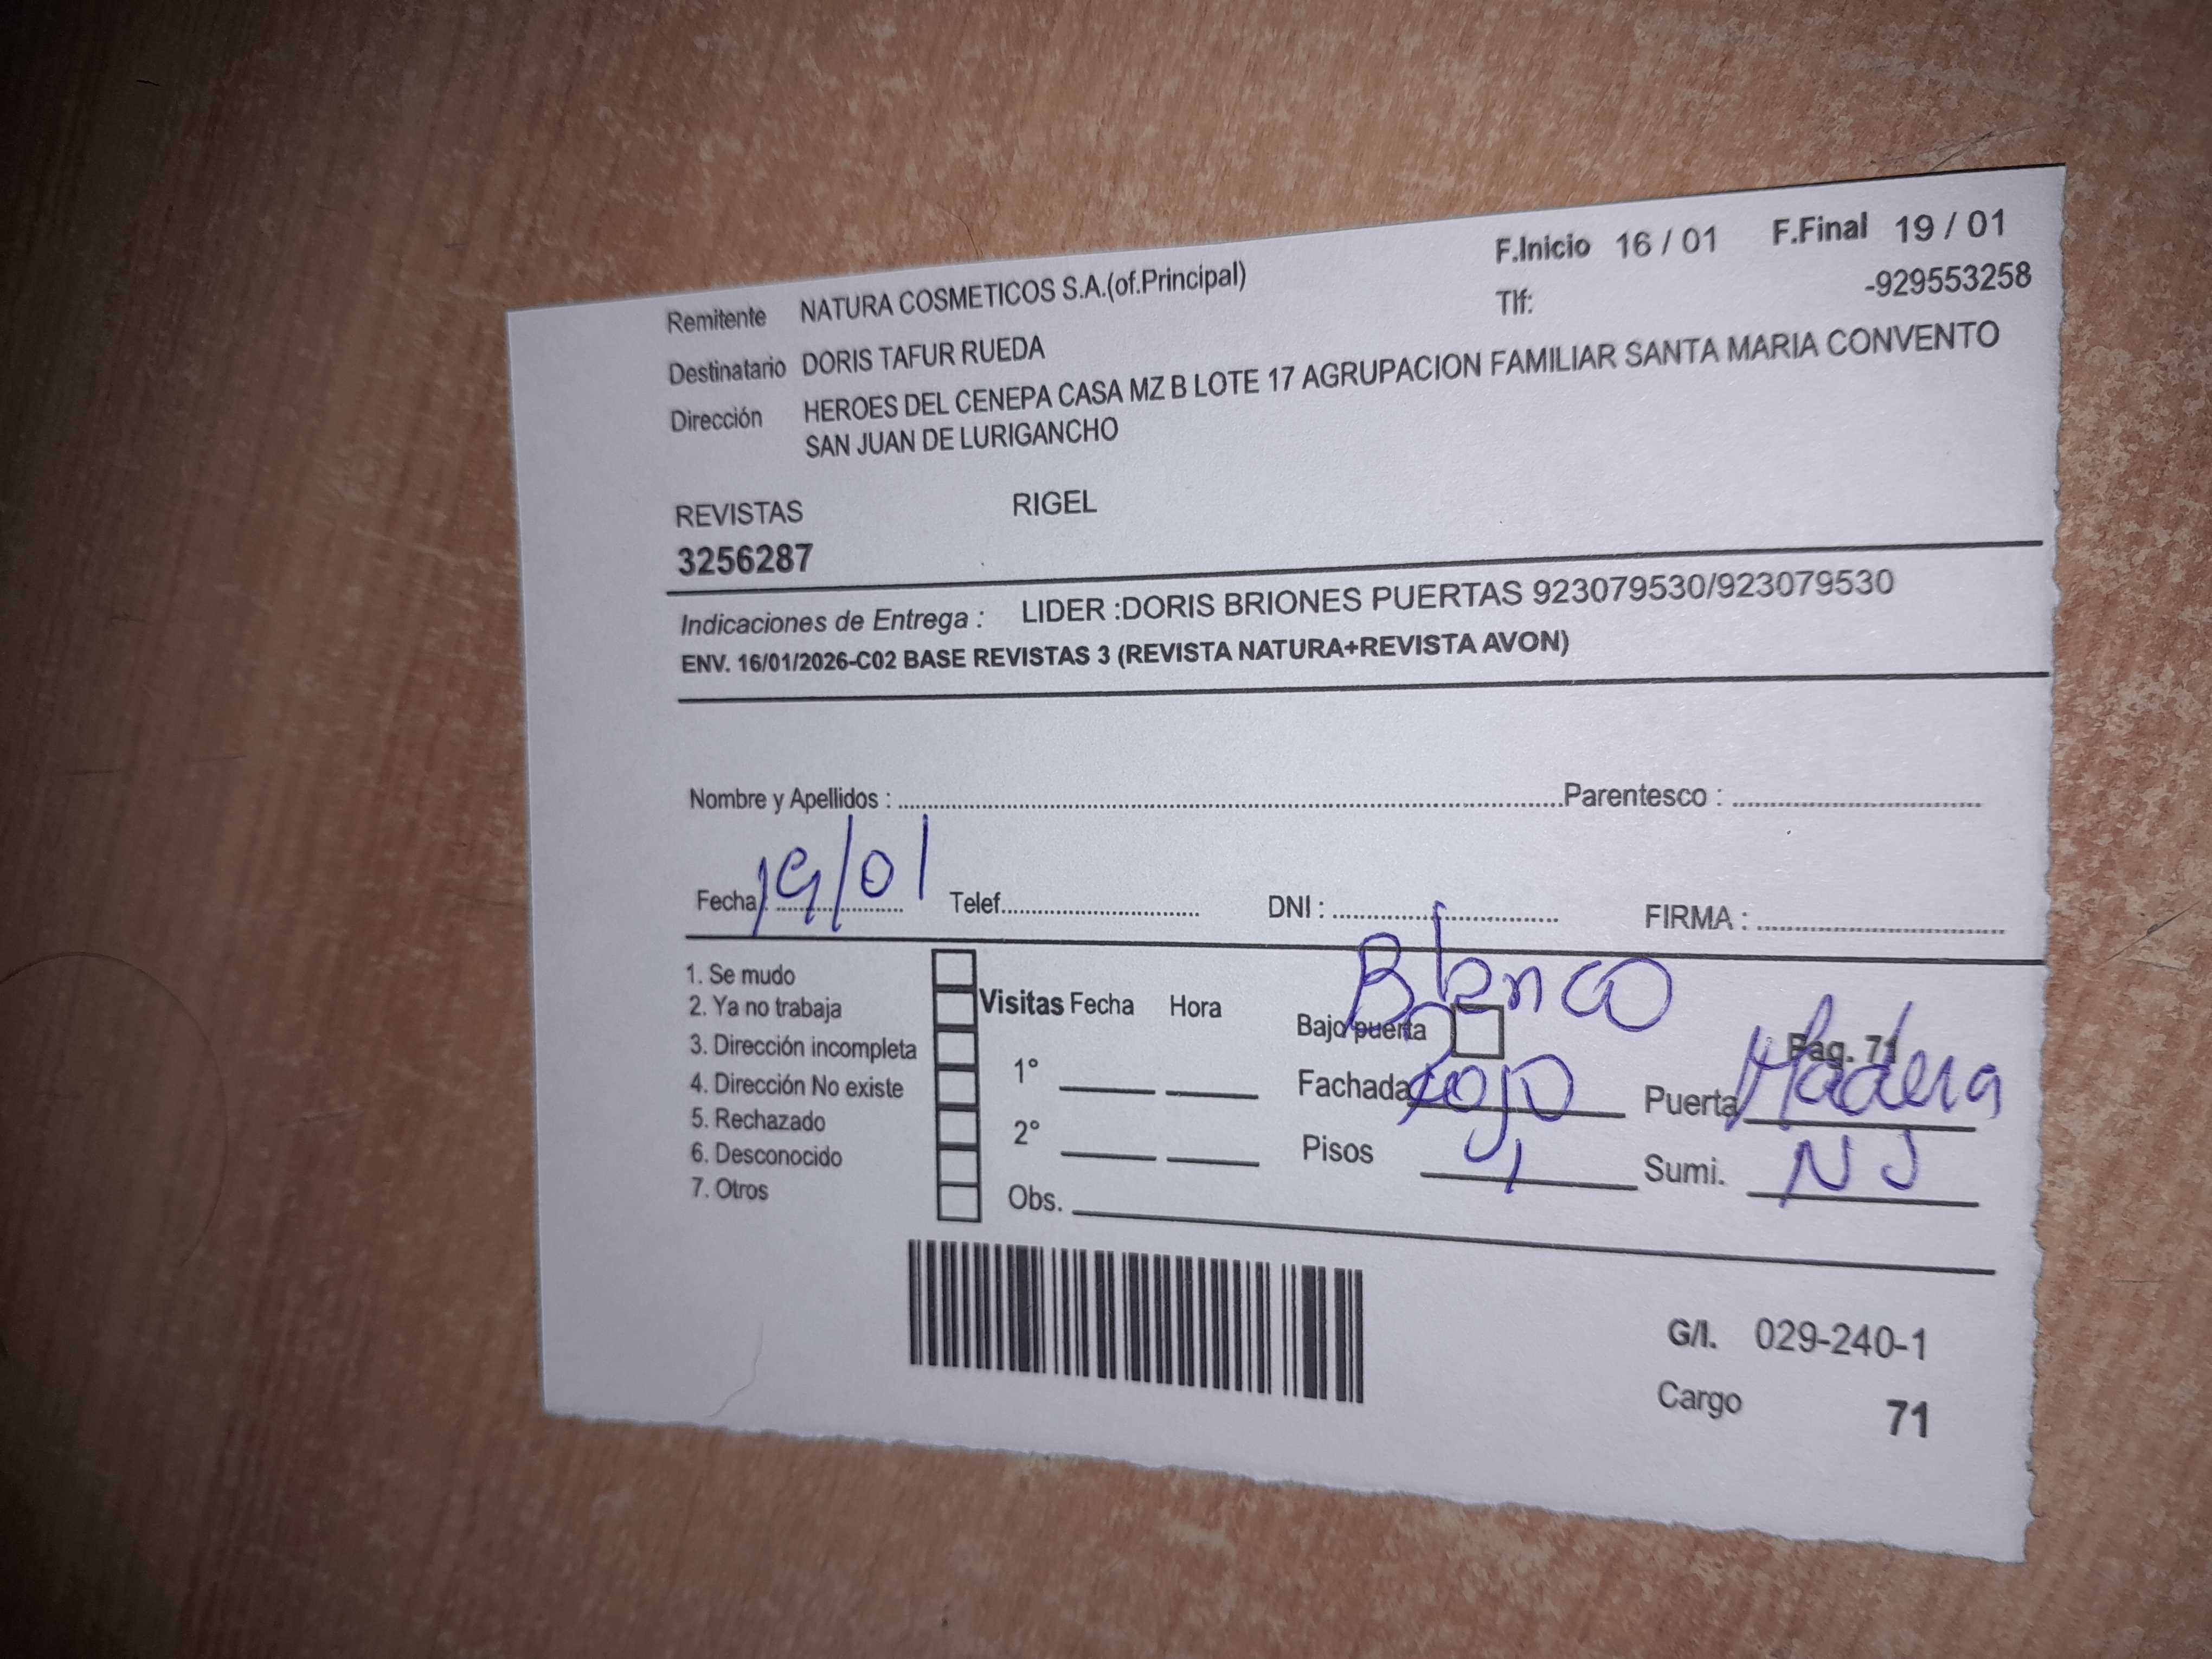 F.Inicio 16 / 01 F.Final 19 / 01
Remitente NATURA COSMETICOS S.A.(of.Principal) Tlf: -929553258
Destinatario DORIS TAFUR RUEDA
Dirección HEROES DEL CENEPA CASA MZ B LOTE 17 AGRUPACION FAMILIAR SANTA MARIA CONVENTO
SAN JUAN DE LURIGANCHO
REVISTAS RIGEL
3256287
Indicaciones de Entrega : LIDER :DORIS BRIONES PUERTAS 923079530/923079530
ENV. 16/01/2026-C02 BASE REVISTAS 3 (REVISTA NATURA+REVISTA AVON)
Nombre y Apellidos : Parentesco :
Fecha : 19/01 Telef. DNI : FIRMA :
1. Se mudo
2. Ya no trabaja
3. Dirección incompleta
4. Dirección No existe
5. Rechazado
6. Desconocido
7. Otros
Visitas Fecha Hora
1°
2°
Obs.
Blanco
Bajo puerta Pag. 71
Fachada Rojo Puerta Madera
Pisos 1 Sumi. N J
G/I. 029-240-1
Cargo 71